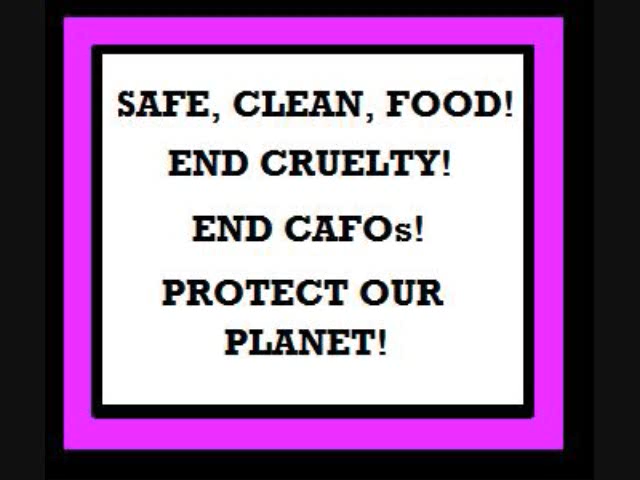 SAFE, CLEAN, FOOD!
END CRUELTY!
END CAFOs!
PROTECT OUR
PLANET!